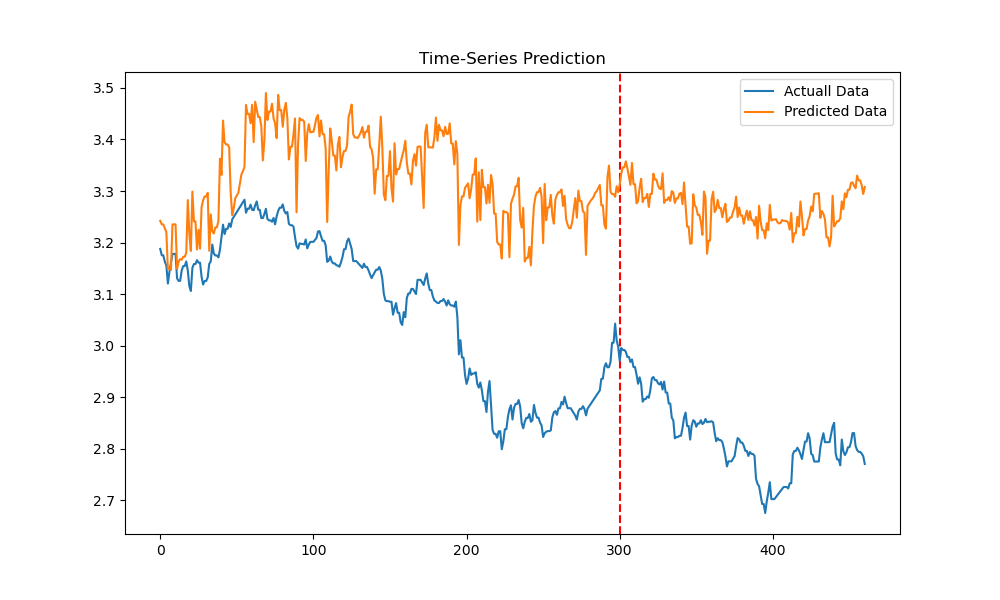 Time-Series Prediction
Actuall Data
Predicted Data
3.5
3.4
3.3
3.2
3.1
3.0
2.9
2.8
2.7
0 100 200 300 400